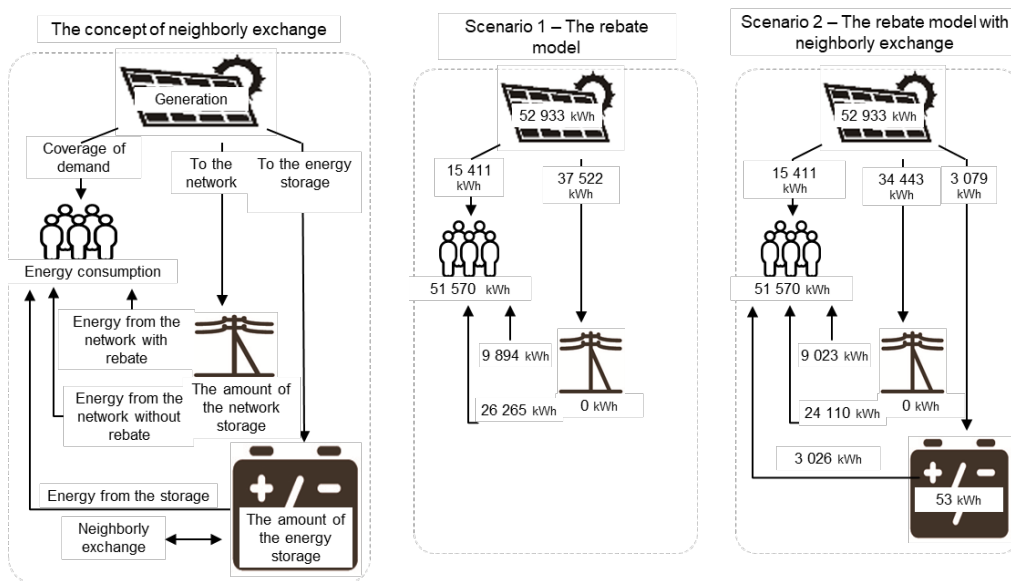 The concept of neighborly exchange
Generation
Coverage of
demand
To the
network
To the energy
storage
Energy consumption
Energy from the
network with
rebate
The amount of
the network
storage
Energy from the
network without
rebate
Energy from the storage
The amount of
the energy
storage
Neighborly
exchange
Scenario 1 – The rebate
model
52 933 kWh
15 411
kWh
37 522
kWh
51 570 kWh
9 894 kWh
26 265 kWh
0 kWh
Scenario 2 – The rebate model with
neighborly exchange
52 933 kWh
15 411
kWh
34 443
kWh
3 079
kWh
51 570 kWh
9 023 kWh
24 110 kWh
0 kWh
3 026 kWh
53 kWh